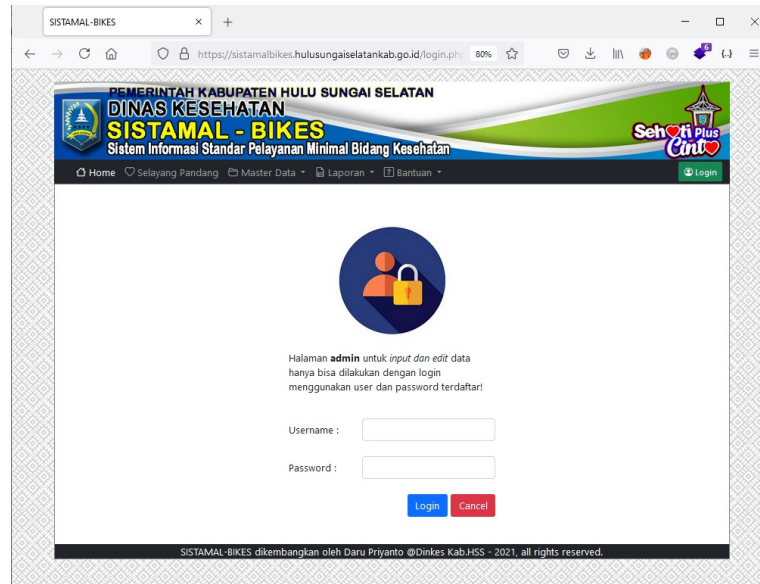 SISTAMAL-BIKES
https://sistamalbikes.hulusungaiselatankab.go.id/login.php 80%
6
PEMERINTAH KABUPATEN HULU SUNGAI SELATAN
DINAS KESEHATAN
SISTAMAL - BIKES
Sistem Informasi Standar Pelayanan Minimal Bidang Kesehatan
Sehati Plus
Cinto
Home Selayang Pandang Master Data Laporan Bantuan Login
Halaman admin untuk input dan edit data
hanya bisa dilakukan dengan login
menggunakan user dan password terdaftar!
Username :
Password :
Login Cancel
SISTAMAL-BIKES dikembangkan oleh Daru Priyanto @Dinkes Kab.HSS - 2021, all rights reserved.